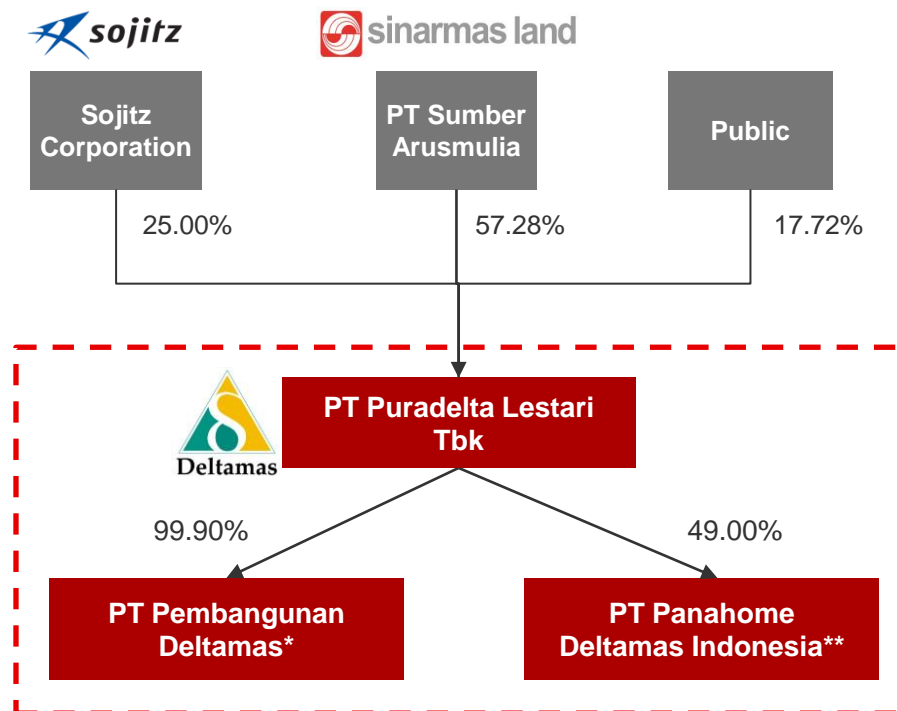 sojitz
sinarmas land
Sojitz
Corporation
PT Sumber
Arusmulia
Public
25.00%
57.28%
17.72%
PT Puradelta Lestari
Tbk
Deltamas
99.90%
49.00%
PT Pembangunan
Deltamas*
PT Panahome
Deltamas Indonesia**